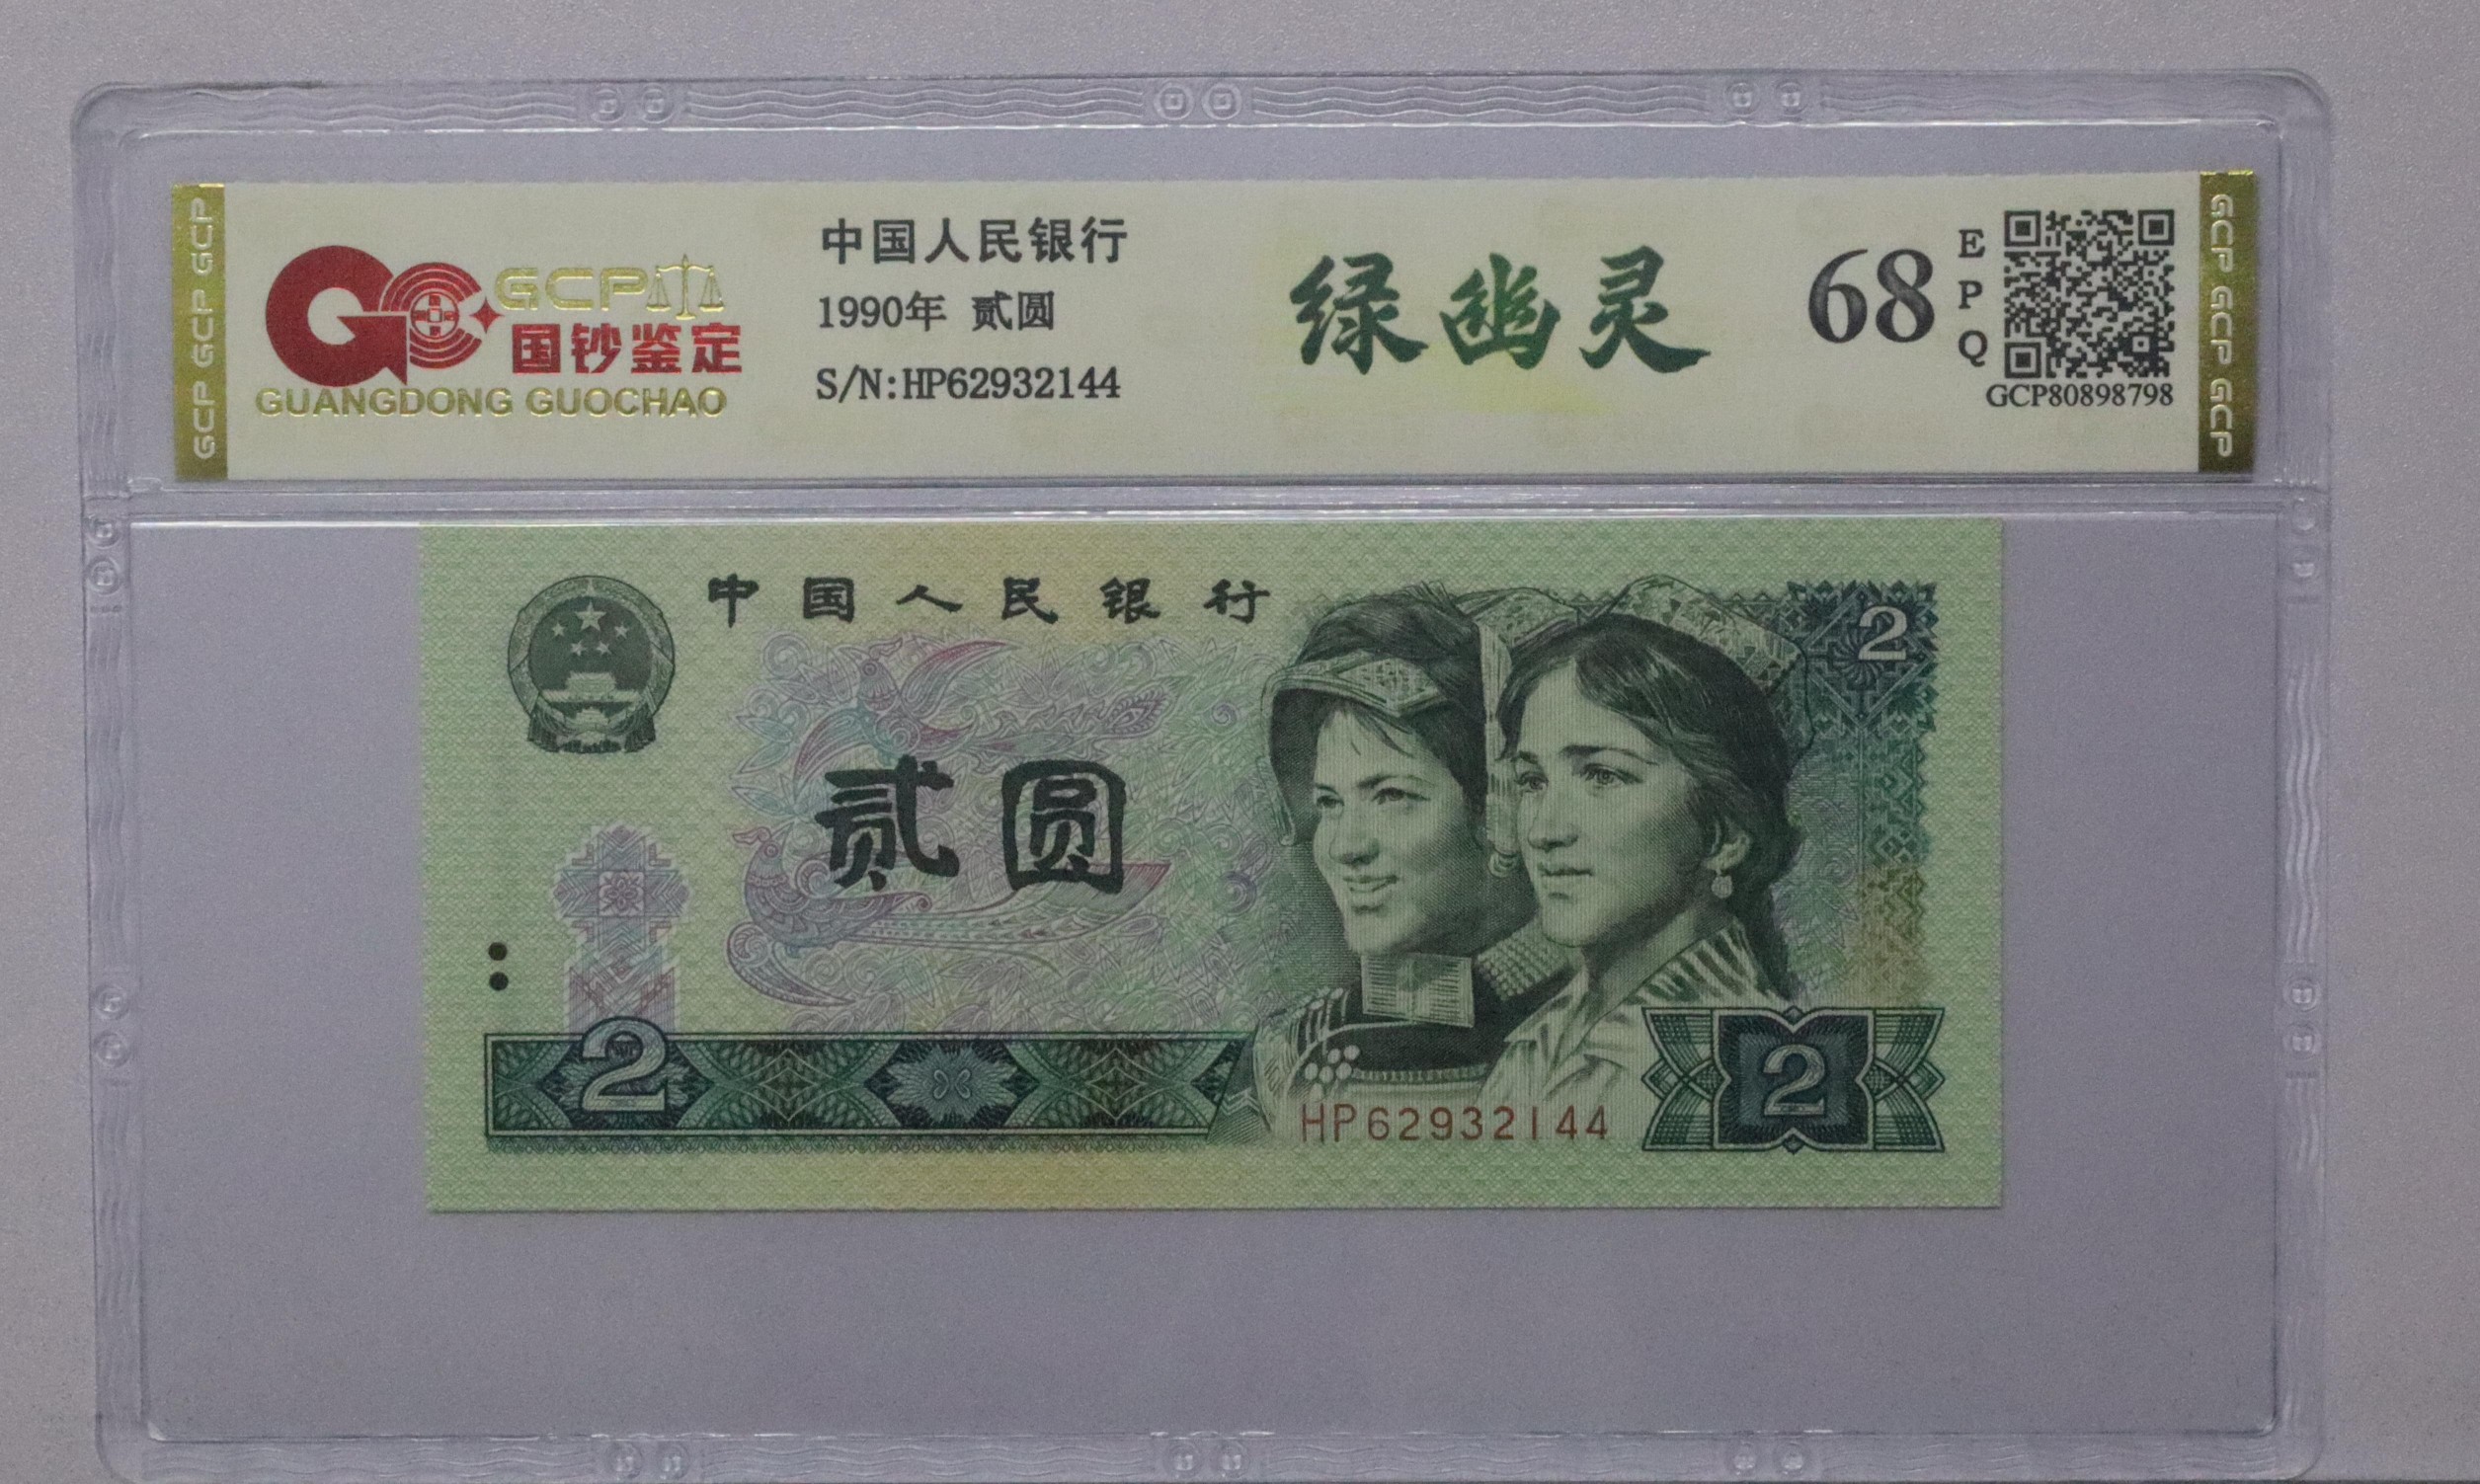 GCP GCP GCP
GCP
国钞鉴定
GUANGDONG GUOCHAO
中国人民银行
1990年 贰圆
S/N:HP62932144
绿幽灵
68
EPQ
GCP80898798
GCP GCP GCP
中国人民银行
2
贰圆
2
HP62932144
2